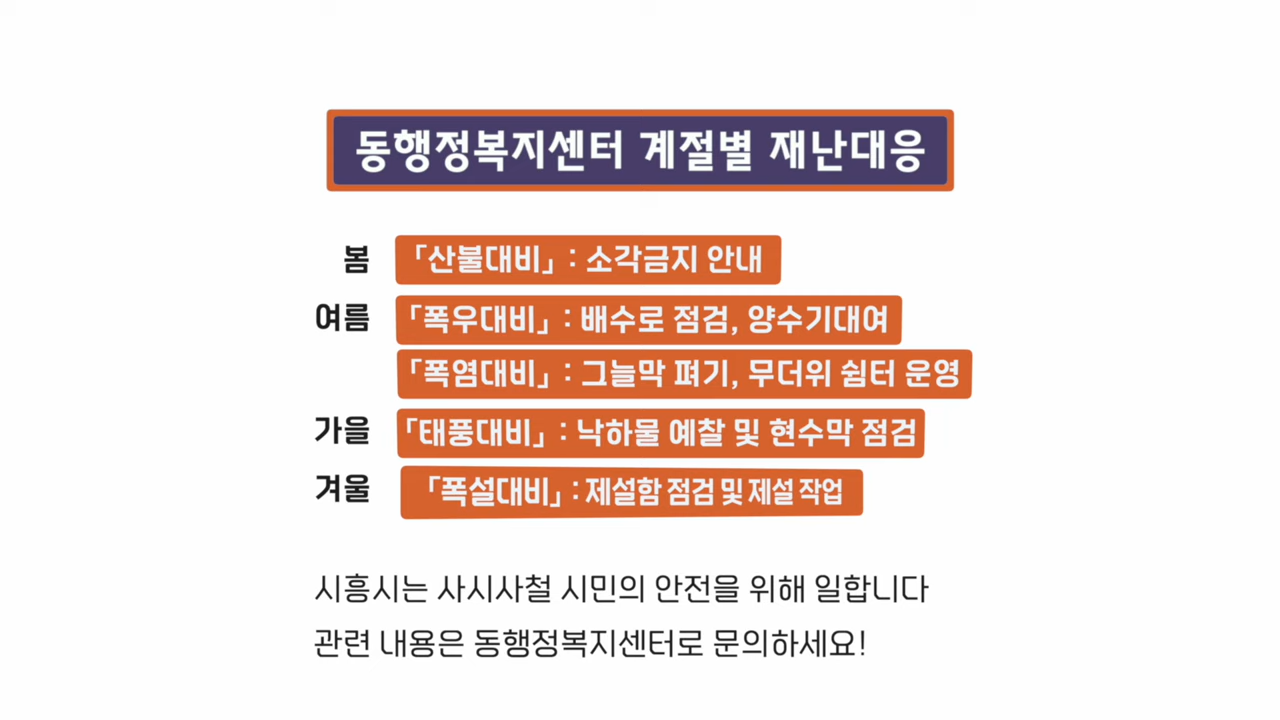 동행정복지센터 계절별 재난대응
봄 「산불대비」 : 소각금지 안내
여름 「폭우대비」 : 배수로 점검, 양수기대여
「폭염대비」 : 그늘막 펴기, 무더위 쉼터 운영
가을 「태풍대비」 : 낙하물 예찰 및 현수막 점검
겨울 「폭설대비」 : 제설함 점검 및 제설 작업
시흥시는 사시사철 시민의 안전을 위해 일합니다
관련 내용은 동행정복지센터로 문의하세요!